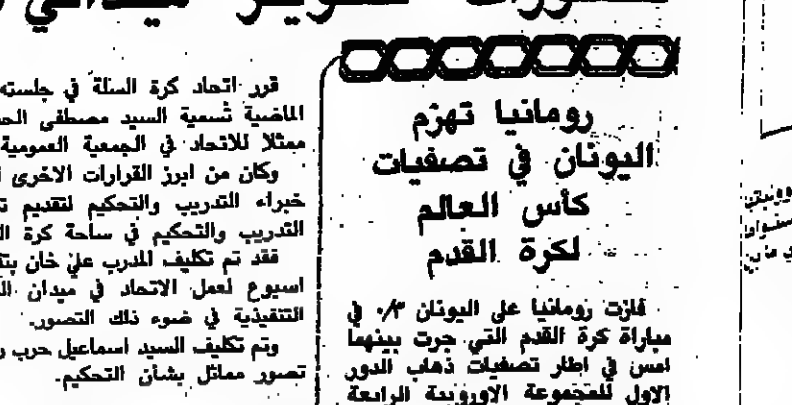 رومانيا تهزم
اليونان في تصفيات
كأس العالم
لكرة القدم
فازت رومانيا على اليونان ٣/٠ في
مباراة كرة القدم التي جرت بينهما
امس في اطار تصفيات ذهاب الدور
الاول للمجموعة الاوروبية الرابعة
قرر اتحاد كرة السلة في جلسته
الماضية تسمية السيد مصطفى
ممثلا للاتحاد في الجمعية العمومية
وكان من ابرز القرارات الاخرى
خبراء التدريب والتحكيم لتقديم
التدريب والتحكيم في ساحة كرة
فقد تم تكليف المدرب علي خان
اسبوع لعمل الاتحاد في ميدان
التنفيذية في ضوء ذلك التصور.
وتم تكليف السيد اسماعيل حرب
تصور مماثل بشأن التحكيم.